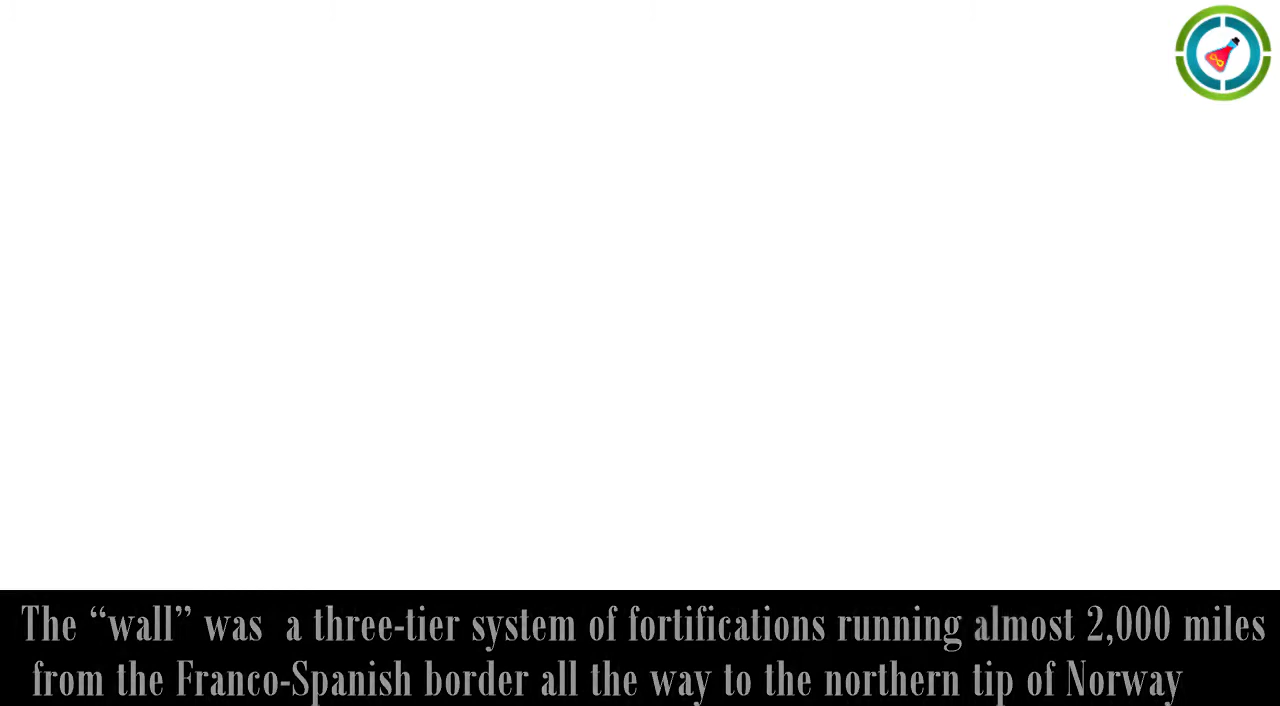 The “wall” was a three-tier system of fortifications running almost 2,000 miles
from the Franco-Spanish border all the way to the northern tip of Norway